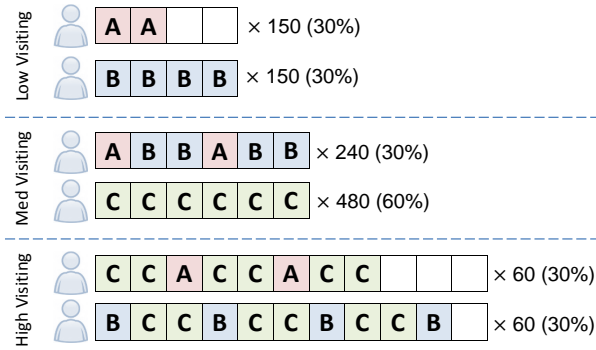 Low Visiting
A A × 150 (30%)
B B B B × 150 (30%)
Med Visiting
A B B A B B × 240 (30%)
C C C C C C × 480 (60%)
High Visiting
C C A C C A C C × 60 (30%)
B C C B C C B C C B × 60 (30%)